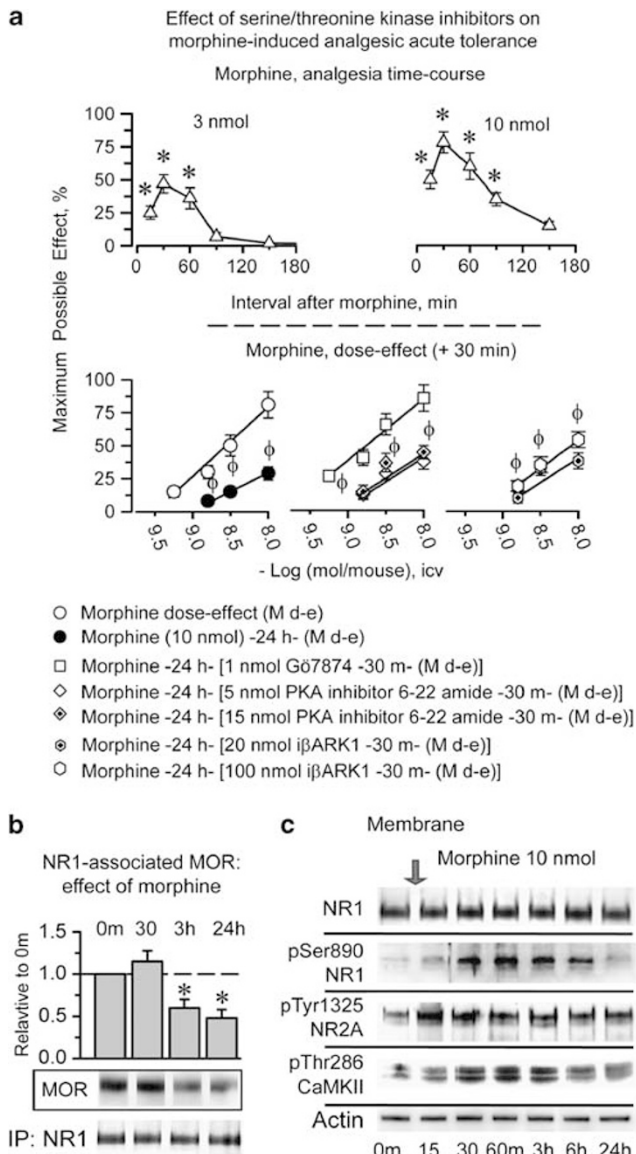 a
Effect of serine/threonine kinase inhibitors on
morphine-induced analgesic acute tolerance
Morphine, analgesia time-course
Maximum Possible Effect, %
100
75
50
25
0
3 nmol
* * *
0 60 120 180
10 nmol
* * * *
0 60 120 180
Interval after morphine, min
Morphine, dose-effect (+ 30 min)
100
75
50
25
0
ϕ ϕ ϕ
ϕ ϕ ϕ
ϕ ϕ ϕ
9.5 9.0 8.5 8.0
9.5 9.0 8.5 8.0
9.5 9.0 8.5 8.0
- Log (mol/mouse), icv
Morphine dose-effect (M d-e)
Morphine (10 nmol) -24 h- (M d-e)
Morphine -24 h- [1 nmol Gö7874 -30 m- (M d-e)]
Morphine -24 h- [5 nmol PKA inhibitor 6-22 amide -30 m- (M d-e)]
Morphine -24 h- [15 nmol PKA inhibitor 6-22 amide -30 m- (M d-e)]
Morphine -24 h- [20 nmol iβARK1 -30 m- (M d-e)]
Morphine -24 h- [100 nmol iβARK1 -30 m- (M d-e)]
b
NR1-associated MOR:
effect of morphine
Relavtive to 0m
1.5
1.0
0.5
0.0
0m 30 3h 24h
* *
MOR
IP: NR1
c
Membrane
Morphine 10 nmol
NR1
pSer890
NR1
pTyr1325
NR2A
pThr286
CaMKII
Actin
0m 15 30 60m 3h 6h 24h